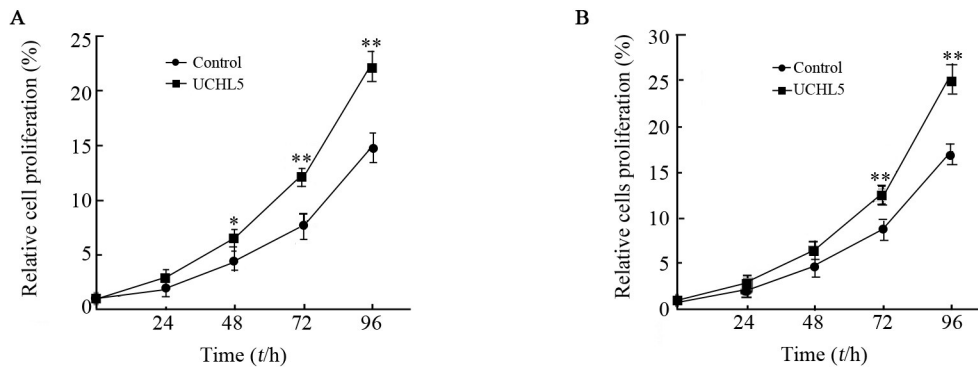 A
Relative cell proliferation (%)
25
20
15
10
5
0
Control
UCHL5
*
**
**
24 48 72 96
Time (t/h)
B
Relative cells proliferation (%)
30
25
20
15
10
5
0
Control
UCHL5
**
**
24 48 72 96
Time (t/h)